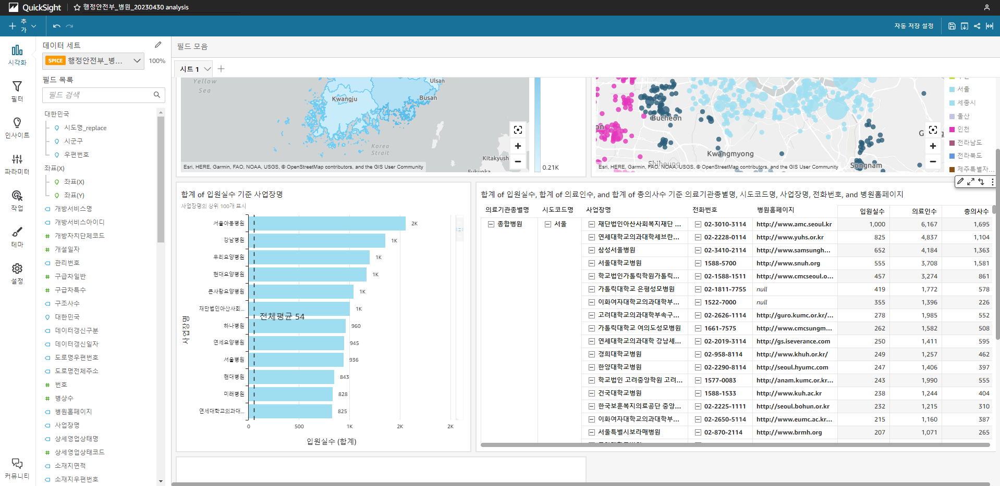 QuickSight
행정안전부_병원_20230430 analysis
추
가
자동 저장 설정
시각화
필터
인사이트
파라미터
작업
테마
설정
커뮤니티
데이터 세트
SPICE 행정안전부_병...
100%
필드 목록
필드 검색
대한민국
시도명_replace
시군구
우편번호
좌표(X)
좌표(X)
좌표(Y)
개방서비스명
개방서비스아이디
개방자치단체코드
개설일자
관리번호
구급차일반
구급차특수
구조사수
대한민국
데이터갱신구분
데이터갱신일자
도로명우편번호
도로명전체주소
번호
병상수
병원홈페이지
사업장명
상세영업상태명
상세영업상태코드
소재지면적
소재지우편번호
필드 모음
시트 1
Yellow
Sea
Kwangju
Ulsan
Busan
Korea
Strait
Kitakyush
Fukuoka
Esri, HERE, Garmin, FAO, NOAA, USGS, © OpenStreetMap contributors, and the GIS User Community
0.21K
Bucheon
on
Kwangmyong
Shiheung
Songnam
Esri, HERE, Garmin, FAO, NOAA, USGS, © OpenStreetMap contributors, and the GIS User Community
서울
세종시
울산
인천
전라남도
전라북도
제주특별자...
합계 of 입원실수 기준 사업장명
사업장명의 상위 100개 표시
사업장명
서울아동병원 2K
강남병원 1K
우리요양병원 1K
현대요양병원 1K
큰사랑요양병원 1K
재단법인아산사회... 1K
전체평균 54
하나병원 960
연세요양병원 945
서울병원 936
현대병원 843
미래병원 828
연세대학교의과대... 825
0 500 1K 2K 2K
입원실수 (합계)
합계 of 입원실수, 합계 of 의료인수, and 합계 of 총의사수 기준 의료기관종별명, 시도코드명, 사업장명, 전화번호, and 병원홈페이지
의료기관종별명 시도코드명 사업장명 전화번호 병원홈페이지 입원실수 의료인수 총의사수
종합병원 서울 재단법인아산사회복지재단 ... 02-3010-3114 http://www.amc.seoul.kr 1,000 6,167 1,695
연세대학교의과대학세브란... 02-2228-0114 http://www.yuhs.or.kr 825 4,837 1,104
삼성서울병원 02-3410-2114 http://www.samsungh... 652 4,184 1,363
서울대학교병원 1588-5700 http://www.snuh.org 555 3,708 1,581
학교법인가톨릭학원가톨릭... 02-1588-1511 http://www.cmcseoul.o... 457 3,274 861
가톨릭대학교 은평성모병원 02-1811-7755 null 419 1,772 578
이화여자대학교의과대학부... 1522-7000 null 355 1,396 226
고려대학교의과대학부속구... 02-2626-1114 http://guro.kumc.or.kr/... 278 1,985 552
가톨릭대학교 여의도성모병원 1661-7575 http://www.cmcsungm... 262 1,582 508
연세대학교의과대학 강남세... 02-2019-3114 http://gs.iseverance.com 250 1,411 595
경희대학교병원 02-958-8114 http://www.khuh.or.kr/ 249 1,257 462
한양대학교병원 02-2290-8114 http://seoul.hyumc.com 247 1,406 397
학교법인 고려중앙학원 고려... 1577-0083 http://anam.kumc.or.kr... 243 1,990 555
건국대학교병원 1588-1533 http://www.kuh.ac.kr 238 1,244 404
한국보훈복지의료공단 중앙... 02-2225-1111 http://seoul.bohun.or.kr 232 1,215 310
이화여자대학교의과대학부... 02-2650-5114 http://www.eumc.ac.kr... 215 1,160 387
서울특별시보라매병원 02-870-2114 http://www.brmh.org 207 1,071 265